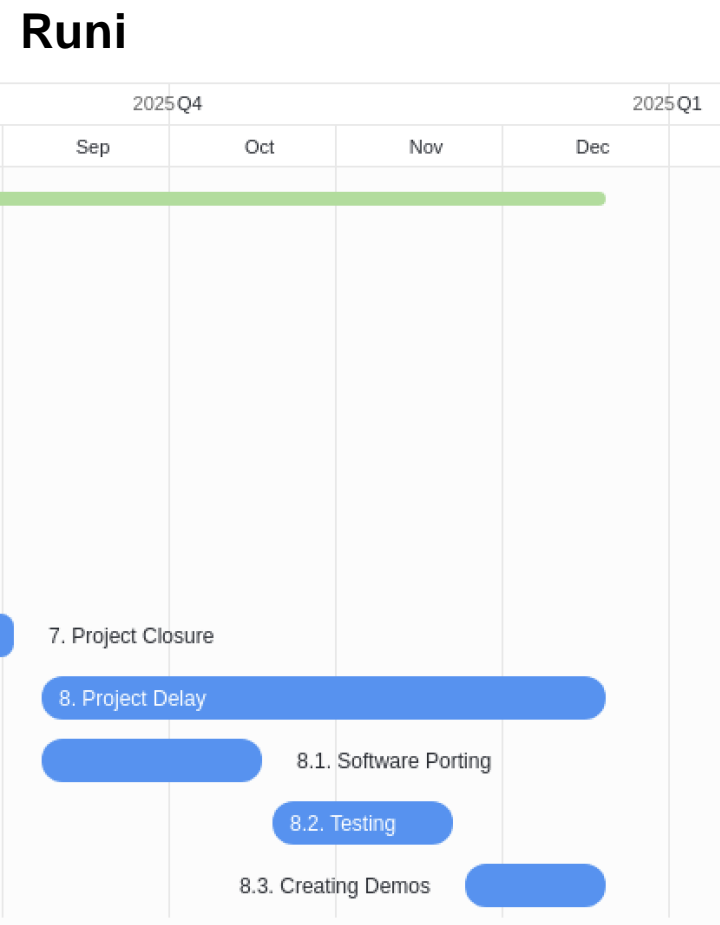 Runi
2025 Q4 2025 Q1
Sep Oct Nov Dec
7. Project Closure
8. Project Delay
8.1. Software Porting
8.2. Testing
8.3. Creating Demos